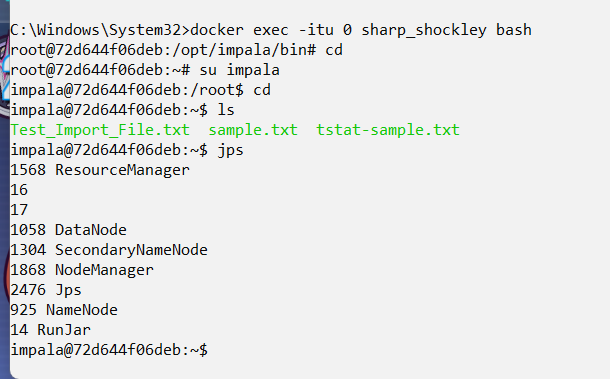 C:\Windows\System32>docker exec -itu 0 sharp_shockley bash
root@72d644f06deb:/opt/impala/bin# cd
root@72d644f06deb:~# su impala
impala@72d644f06deb:/root$ cd
impala@72d644f06deb:~$ ls
Test_Import_File.txt  sample.txt  tstat-sample.txt
impala@72d644f06deb:~$ jps
1568 ResourceManager
16
17
1058 DataNode
1304 SecondaryNameNode
1868 NodeManager
2476 Jps
925 NameNode
14 RunJar
impala@72d644f06deb:~$